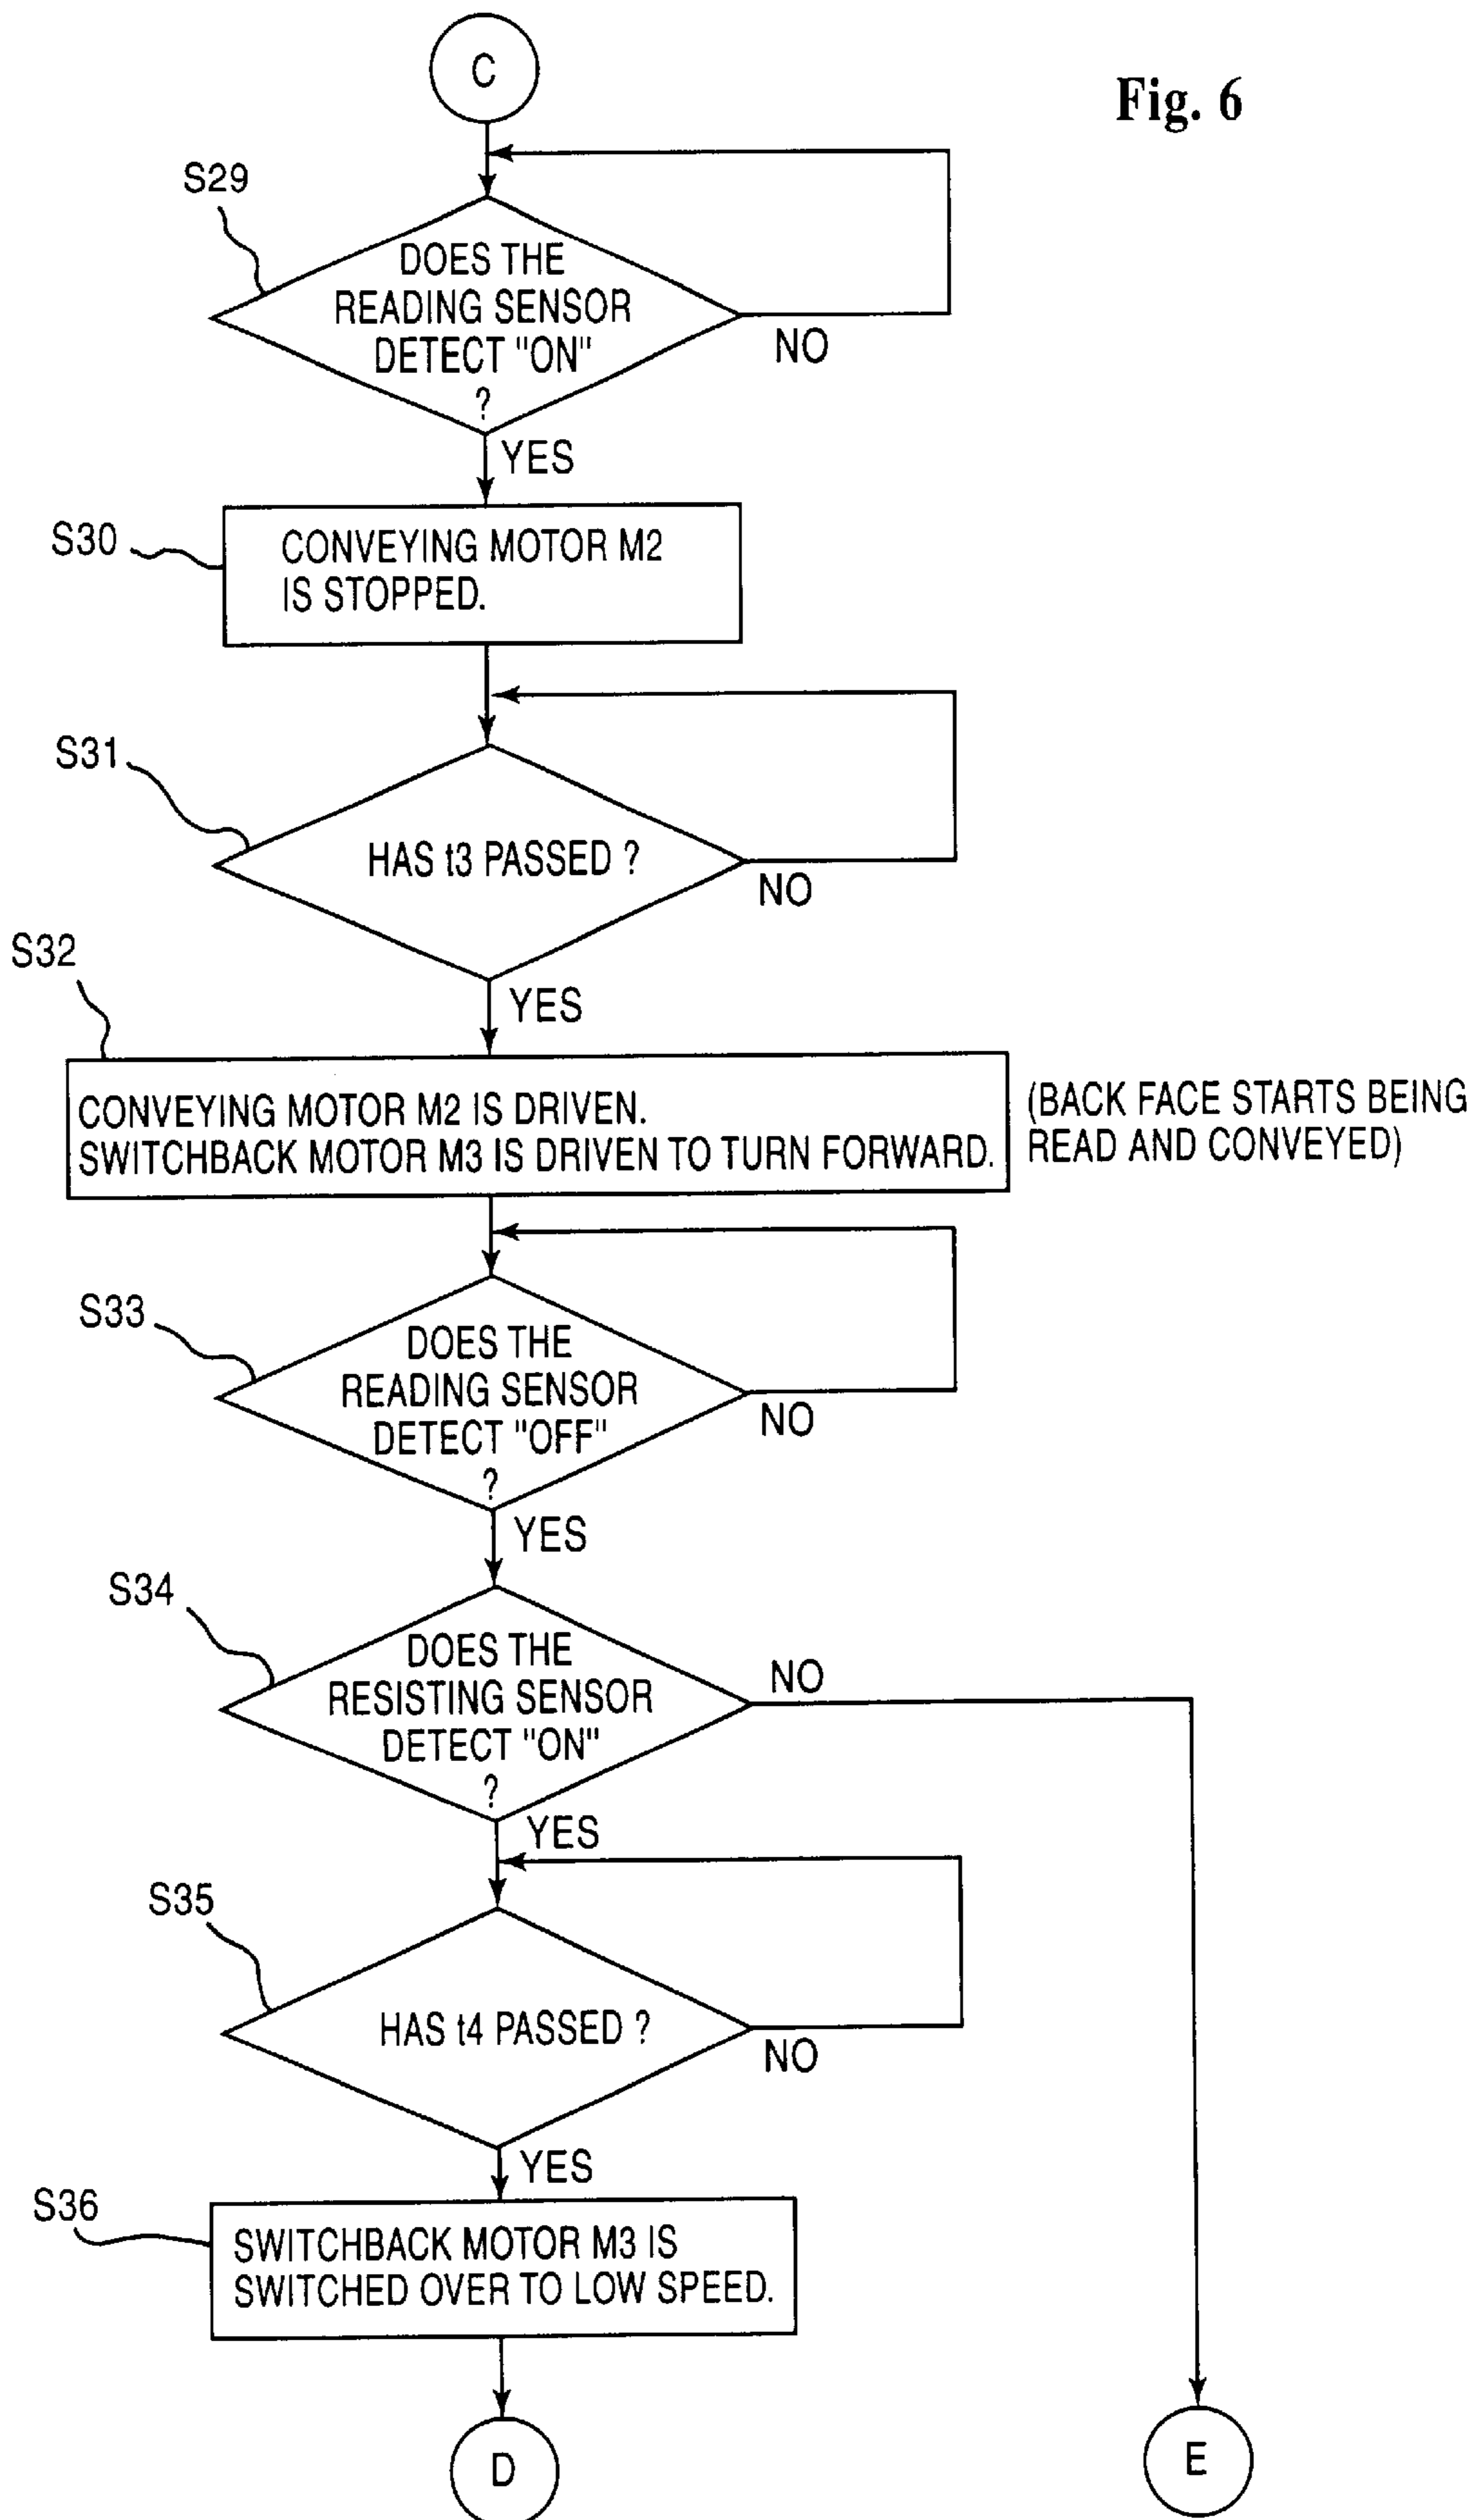 C
Fig. 6
S29
DOES THE
READING SENSOR
DETECT "ON"
?
NO
YES
S30
CONVEYING MOTOR M2
IS STOPPED.
S31
HAS t3 PASSED ?
NO
YES
S32
CONVEYING MOTOR M2 IS DRIVEN.
SWITCHBACK MOTOR M3 IS DRIVEN TO TURN FORWARD.
(BACK FACE STARTS BEING
READ AND CONVEYED)
S33
DOES THE
READING SENSOR
DETECT "OFF"
?
NO
YES
S34
DOES THE
RESISTING SENSOR
DETECT "ON"
?
NO
YES
S35
HAS t4 PASSED ?
NO
YES
S36
SWITCHBACK MOTOR M3 IS
SWITCHED OVER TO LOW SPEED.
D
E